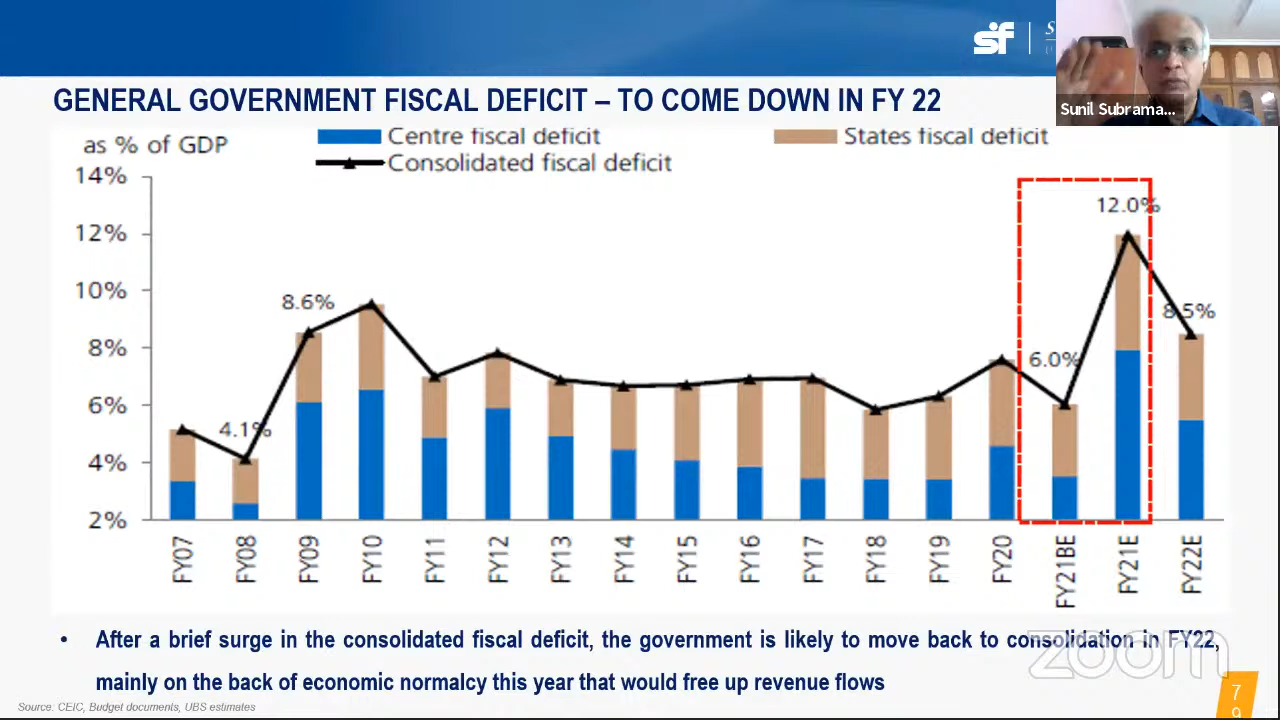 sf
GENERAL GOVERNMENT FISCAL DEFICIT – TO COME DOWN IN FY 22
Sunil Subrama...
as % of GDP
Centre fiscal deficit
States fiscal deficit
Consolidated fiscal deficit
14%
12%
10%
8%
6%
4%
2%
8.6%
4.1%
6.0%
12.0%
8.5%
FY07
FY08
FY09
FY10
FY11
FY12
FY13
FY14
FY15
FY16
FY17
FY18
FY19
FY20
FY21BE
FY21E
FY22E
• After a brief surge in the consolidated fiscal deficit, the government is likely to move back to consolidation in FY22,
mainly on the back of economic normalcy this year that would free up revenue flows
zoom
Source: CEIC, Budget documents, UBS estimates
7
9